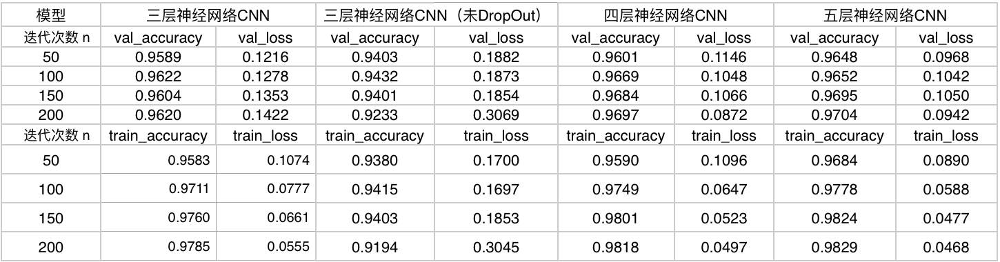 模型 三层神经网络CNN 三层神经网络CNN（未DropOut） 四层神经网络CNN 五层神经网络CNN
迭代次数 n val_accuracy val_loss val_accuracy val_loss val_accuracy val_loss val_accuracy val_loss
50 0.9589 0.1216 0.9403 0.1882 0.9601 0.1146 0.9648 0.0968
100 0.9622 0.1278 0.9432 0.1873 0.9669 0.1048 0.9652 0.1042
150 0.9604 0.1353 0.9401 0.1854 0.9684 0.1066 0.9695 0.1050
200 0.9620 0.1422 0.9233 0.3069 0.9697 0.0872 0.9704 0.0942
迭代次数 n train_accuracy train_loss train_accuracy train_loss train_accuracy train_loss train_accuracy train_loss
50 0.9583 0.1074 0.9380 0.1700 0.9590 0.1096 0.9684 0.0890
100 0.9711 0.0777 0.9415 0.1697 0.9749 0.0647 0.9778 0.0588
150 0.9760 0.0661 0.9403 0.1853 0.9801 0.0523 0.9824 0.0477
200 0.9785 0.0555 0.9194 0.3045 0.9818 0.0497 0.9829 0.0468